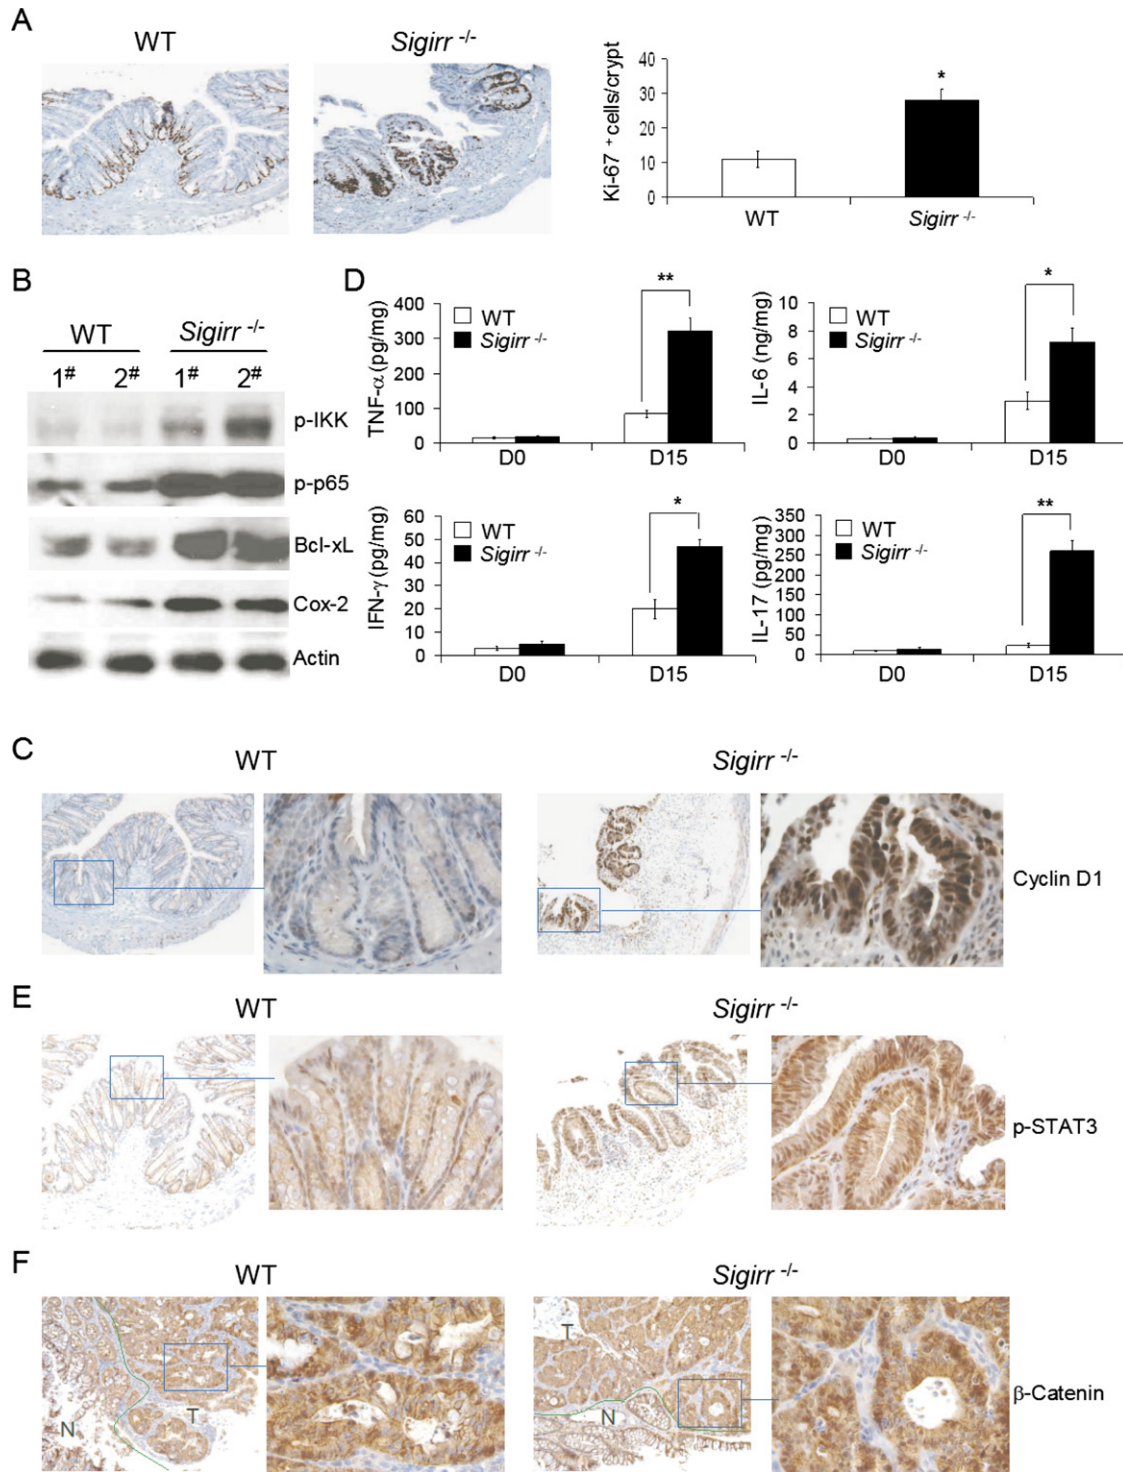 A
WT
Sigirr -/-
Ki-67 + cells/crypt
40
30
20
10
0
*
WT
Sigirr -/-
B
WT
Sigirr -/-
1# 2# 1# 2#
p-IKK
p-p65
Bcl-xL
Cox-2
Actin
D
TNF-α (pg/mg)
400
300
200
100
0
WT
Sigirr -/-
**
D0
D15
IL-6 (ng/mg)
10
8
6
4
2
0
WT
Sigirr -/-
*
D0
D15
IFN-γ (pg/mg)
60
50
40
30
20
10
0
WT
Sigirr -/-
*
D0
D15
IL-17 (pg/mg)
350
300
250
200
150
100
50
0
WT
Sigirr -/-
**
D0
D15
C
WT
Sigirr -/-
Cyclin D1
E
WT
Sigirr -/-
p-STAT3
F
WT
Sigirr -/-
N
T
T
N
β-Catenin